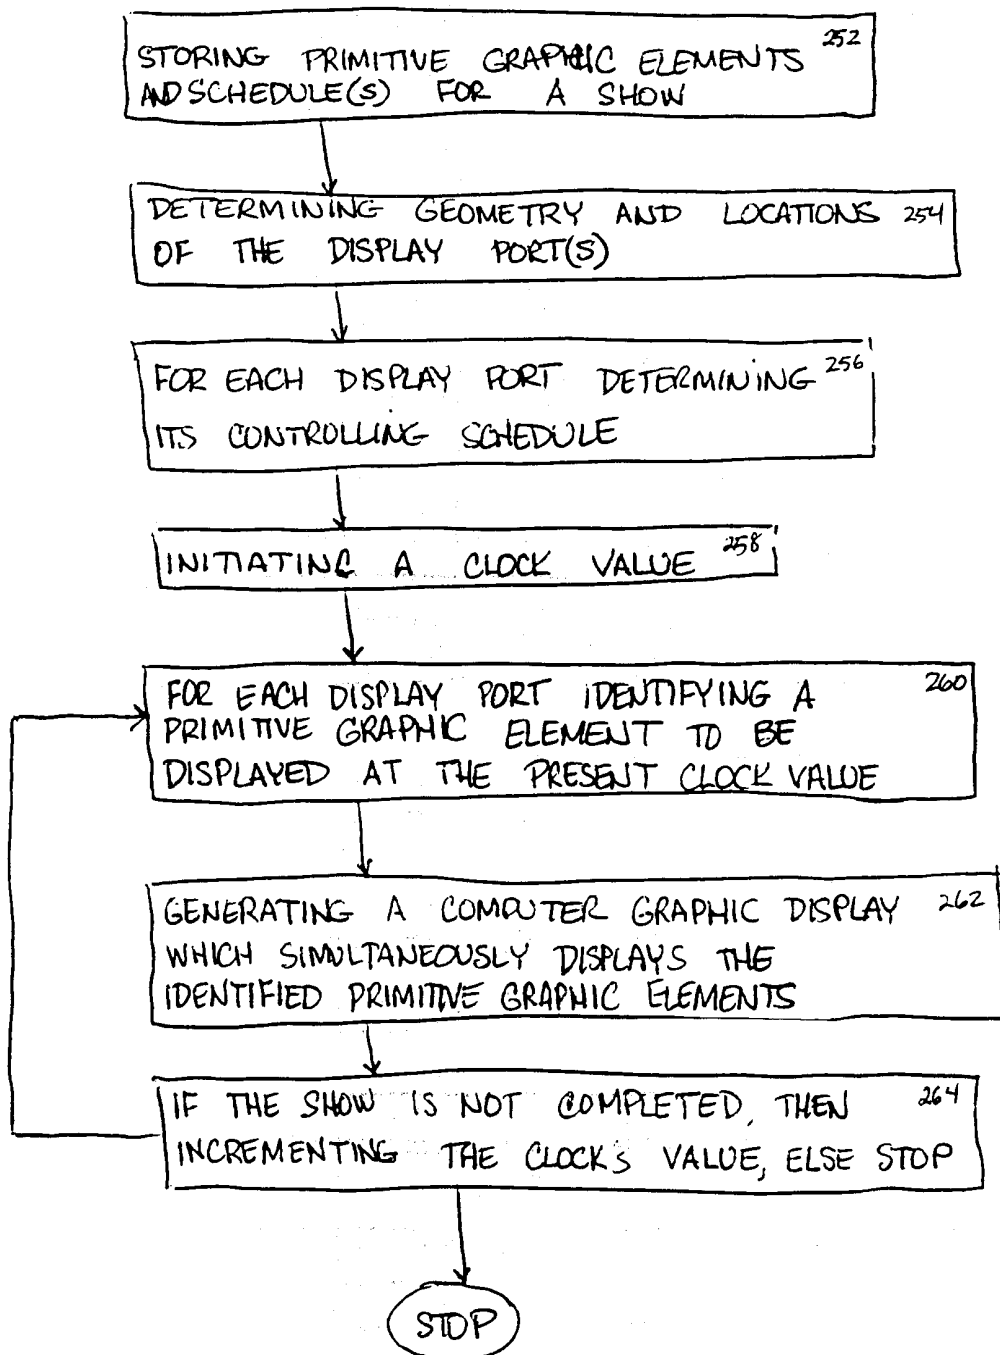 252
STORING PRIMITIVE GRAPHIC ELEMENTS
AND SCHEDULE(S) FOR A SHOW
DETERMINING GEOMETRY AND LOCATIONS 254
OF THE DISPLAY PORT(S)
FOR EACH DISPLAY PORT DETERMINING 256
ITS CONTROLLING SCHEDULE
INITIATING A CLOCK VALUE 258
FOR EACH DISPLAY PORT IDENTIFYING A 260
PRIMITIVE GRAPHIC ELEMENT TO BE
DISPLAYED AT THE PRESENT CLOCK VALUE
GENERATING A COMPUTER GRAPHIC DISPLAY 262
WHICH SIMULTANEOUSLY DISPLAYS THE
IDENTIFIED PRIMITIVE GRAPHIC ELEMENTS
IF THE SHOW IS NOT COMPLETED, THEN 264
INCREMENTING THE CLOCKS VALUE, ELSE STOP
STOP